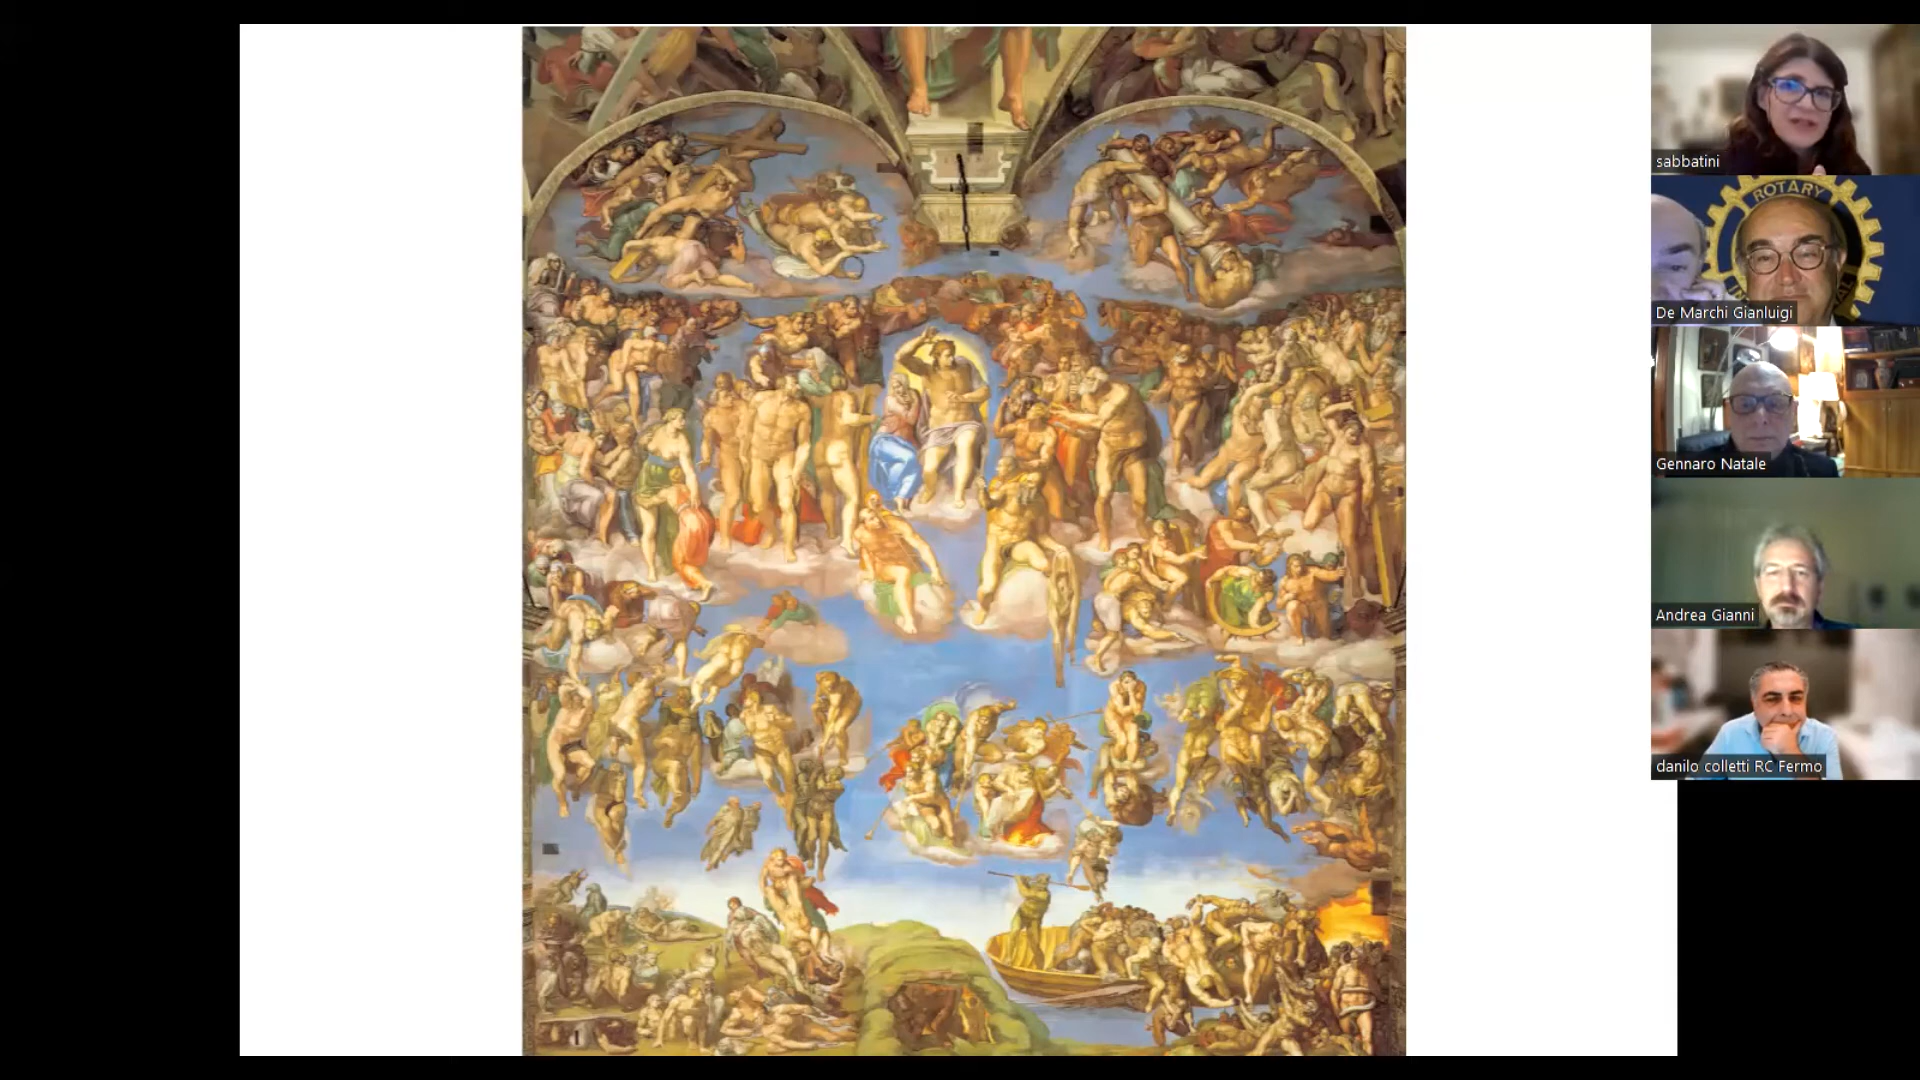 sabbatini
ROTARY
De Marchi Gianluigi
Gennaro Natale
Andrea Gianni
danilo colletti RC Fermo